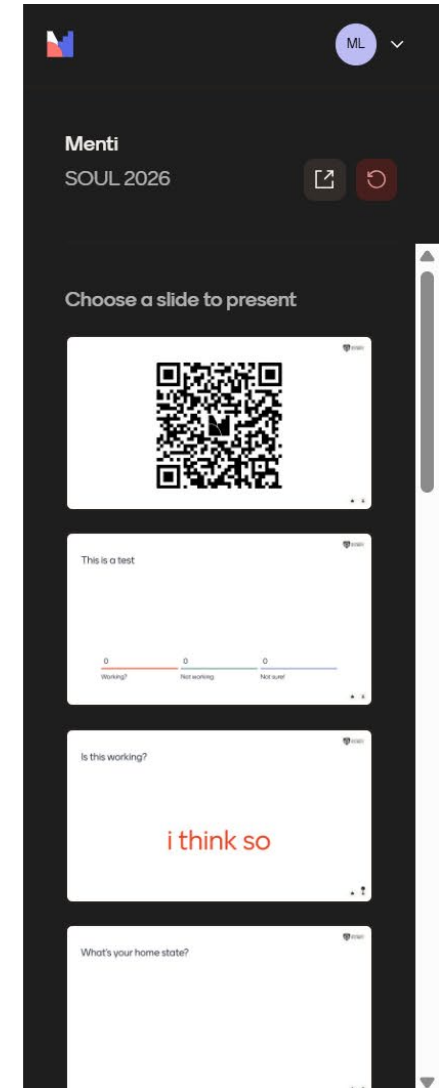 ML
Menti
SOUL 2026
Choose a slide to present
This is a test
0
0
0
Working?
Not working
Not sure!
Is this working?
i think so
What's your home state?